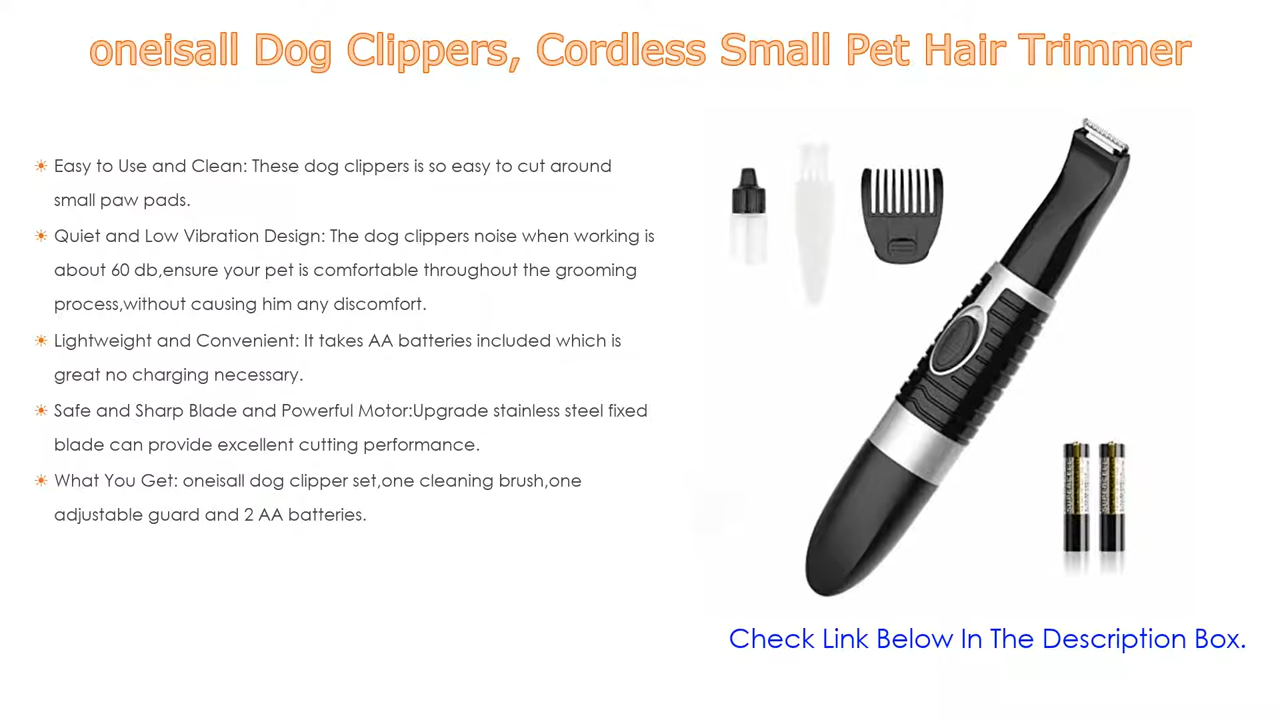 oneisall Dog Clippers, Cordless Small Pet Hair Trimmer
Easy to Use and Clean: These dog clippers is so easy to cut around
small paw pads.
Quiet and Low Vibration Design: The dog clippers noise when working is
about 60 db,ensure your pet is comfortable throughout the grooming
process,without causing him any discomfort.
Lightweight and Convenient: It takes AA batteries included which is
great no charging necessary.
Safe and Sharp Blade and Powerful Motor:Upgrade stainless steel fixed
blade can provide excellent cutting performance.
What You Get: oneisall dog clipper set,one cleaning brush,one
adjustable guard and 2 AA batteries.
Check Link Below In The Description Box.